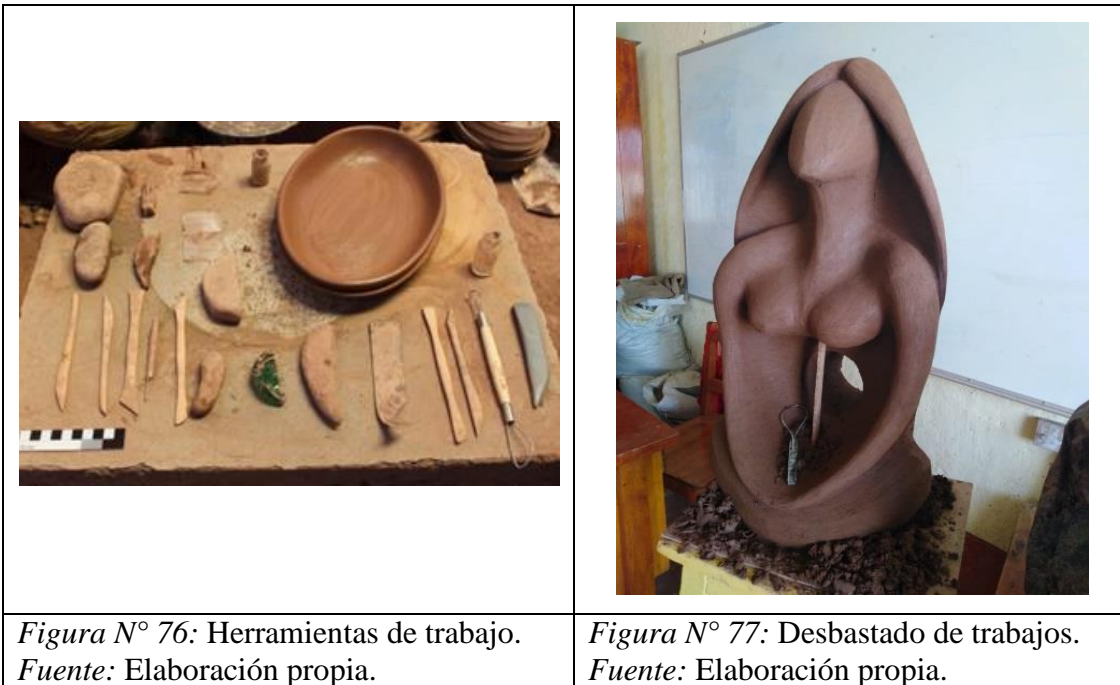 Figura N° 76: Herramientas de trabajo.
Fuente: Elaboración propia.
Figura N° 77: Desbastado de trabajos.
Fuente: Elaboración propia.